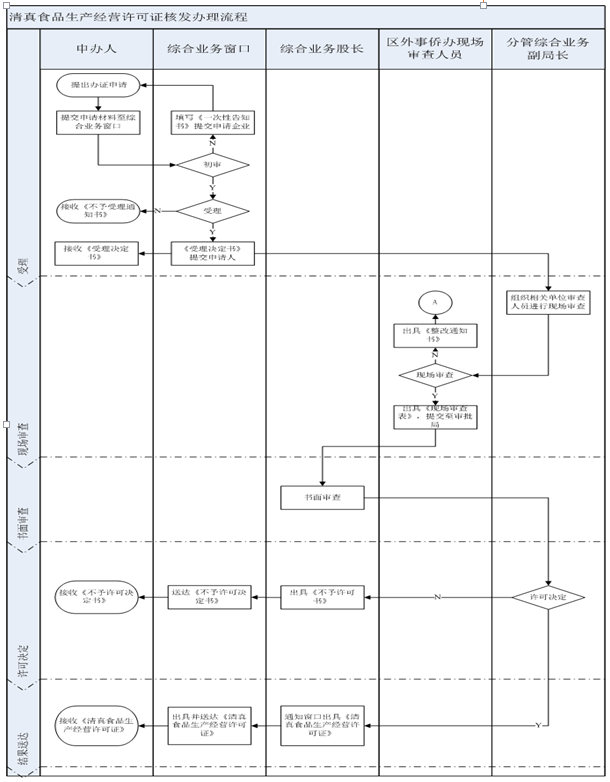 清真食品生产经营许可证核发办理流程
申办人
综合业务窗口
综合业务股长
区外事侨办现场
审查人员
分管综合业务
副局长
受理
提出办证申请
提交申请材料至综
合业务窗口
填写《一次性告知
书》提交申请企业
N
初审
Y
接收《不予受理通
知书》
N
受理
Y
接收《受理决定
书》
《受理决定书》
提交申请人
现场审查
组织相关单位审查
人员进行现场审查
A
出具《整改通知
书》
N
现场审查
Y
出具《现场审查
表》，提交至审批
局
书面审查
书面审查
许可决定
接收《不予许可决
定书》
送达《不予许可决
定书》
出具《不予许可
书》
N
许可决定
结果送达
接收《清真食品生
产经营许可证》
出具并送达《清真
食品生产经营许可
证》
通知窗口出具《清
真食品生产经营许
可证》
Y